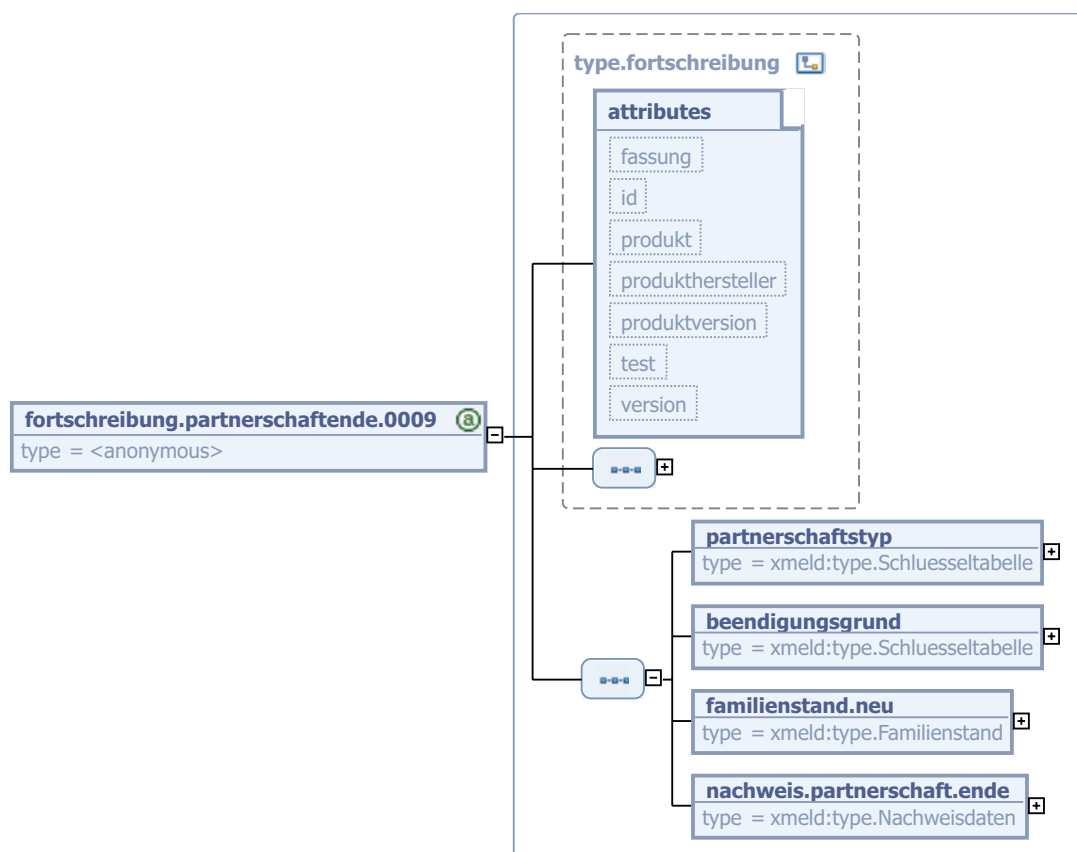 type.fortschreibung
attributes
fassung
id
produkt
produkthersteller
produktversion
test
version
fortschreibung.partnerschaftende.0009 @
type = <anonymous>
partnerschaftstyp
type = xmeld:type.Schluesseltabelle
beendigungsgrund
type = xmeld:type.Schluesseltabelle
familienstand.neu
type = xmeld:type.Familienstand
nachweis.partnerschaft.ende
type = xmeld:type.Nachweisdaten